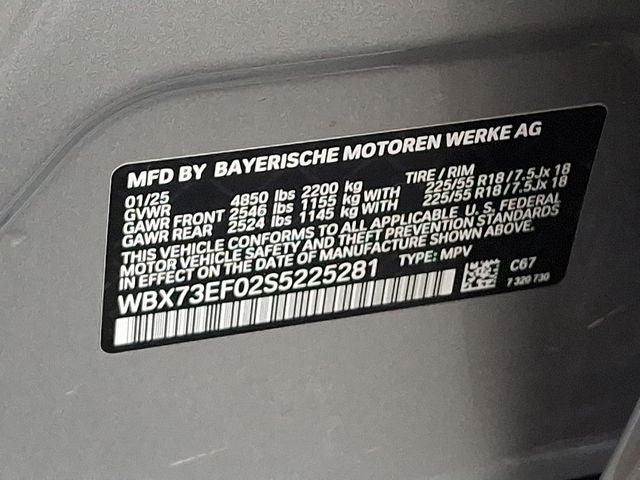 MFD BY BAYERISCHE MOTOREN WERKE AG
01/25 TIRE / RIM
GVWR 4850 lbs 2200 kg
GAWR FRONT 2546 lbs 1155 kg WITH 225/55 R18 / 7.5Jx 18
GAWR REAR 2524 lbs 1145 kg WITH 225/55 R18 / 7.5Jx 18
THIS VEHICLE CONFORMS TO ALL APPLICABLE U. S. FEDERAL
MOTOR VEHICLE SAFETY AND THEFT PREVENTION STANDARDS
IN EFFECT ON THE DATE OF MANUFACTURE SHOWN ABOVE.
WBX73EF02S5225281 TYPE: MPV
C67
7 320 730